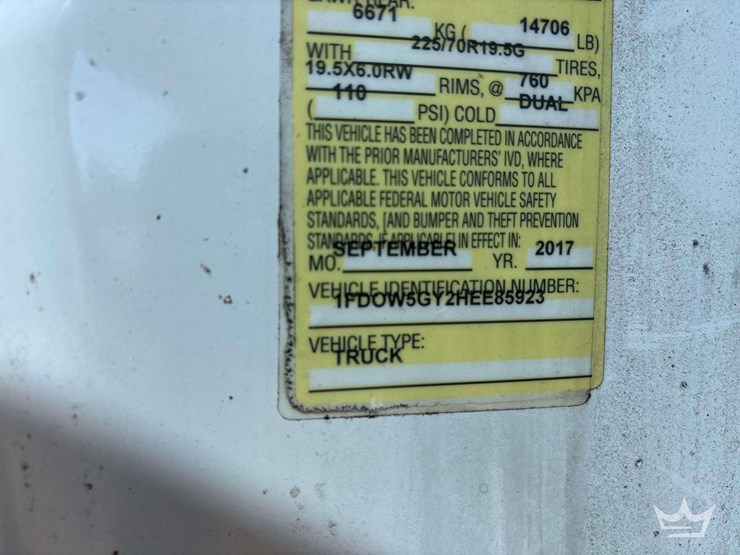 6671 KG ( 14706 LB)
WITH 225/70R19.5G TIRES,
19.5X6.0RW RIMS, @ 760 KPA
( 110 PSI) COLD DUAL
THIS VEHICLE HAS BEEN COMPLETED IN ACCORDANCE
WITH THE PRIOR MANUFACTURERS' IVD, WHERE
APPLICABLE. THIS VEHICLE CONFORMS TO ALL
APPLICABLE FEDERAL MOTOR VEHICLE SAFETY
STANDARDS, [AND BUMPER AND THEFT PREVENTION
STANDARDS, IF APPLICABLE] IN EFFECT IN:
MO. SEPTEMBER YR. 2017
VEHICLE IDENTIFICATION NUMBER:
1FDOW5GY2HEE85923
VEHICLE TYPE:
TRUCK